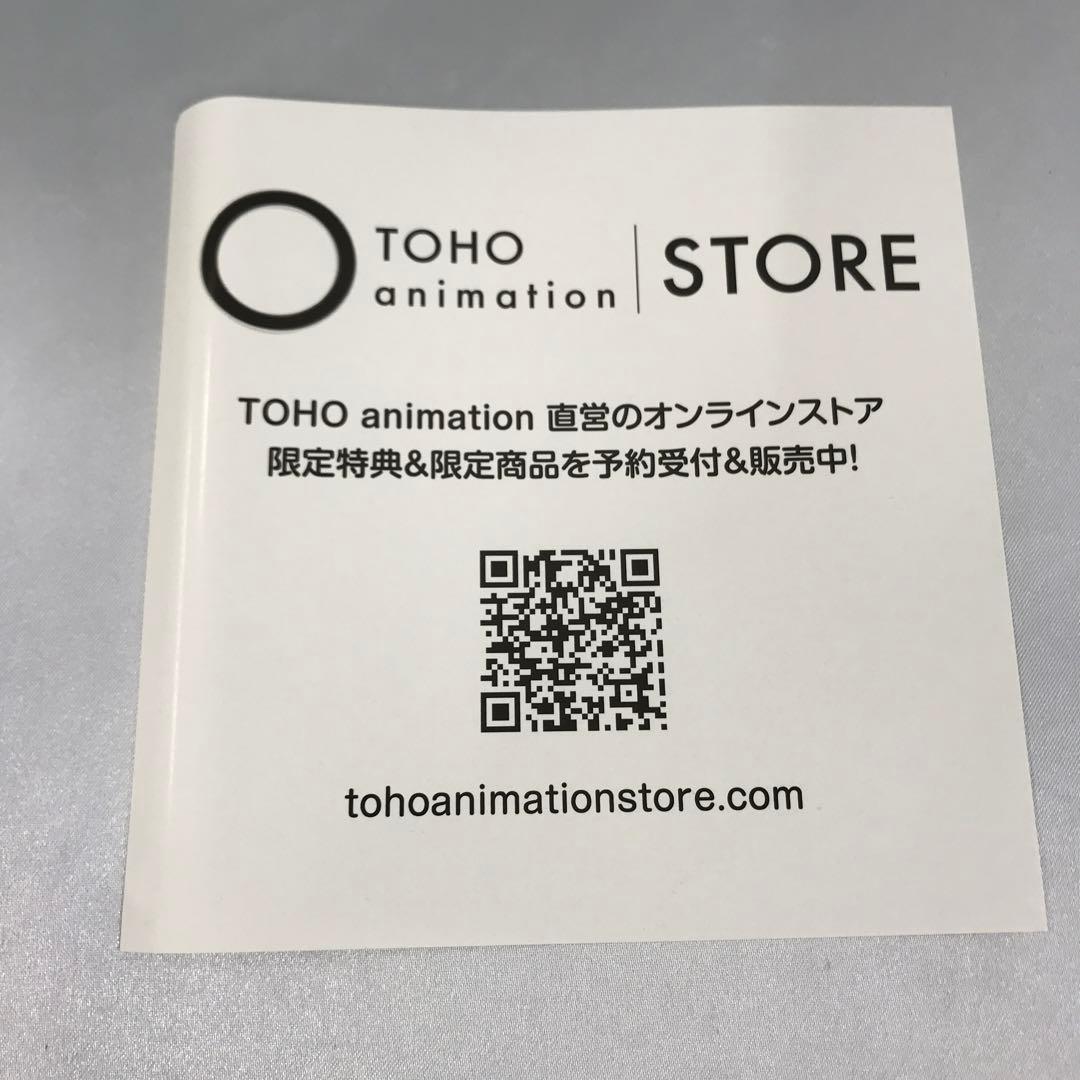 TOHO
animation
STORE
TOHO animation 直営のオンラインストア
限定特典&限定商品を予約受付&販売中!
tohoanimationstore.com